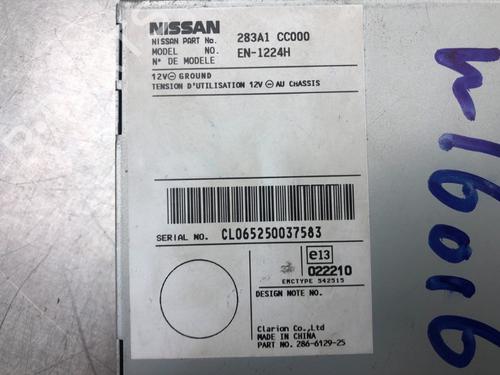 NISSAN
NISSAN PART No. 283A1 CC000
MODEL NO. EN-1224H
N° DE MODELE
12V⊖GROUND
TENSION D'UTILISATION 12V⊖AU CHASSIS
SERIAL NO. CL065250037583
e13
022210
EMCTYPE 542515
DESIGN NOTE NO.
Clarion Co.,Ltd
MADE IN CHINA
PART NO. 286-6129-25